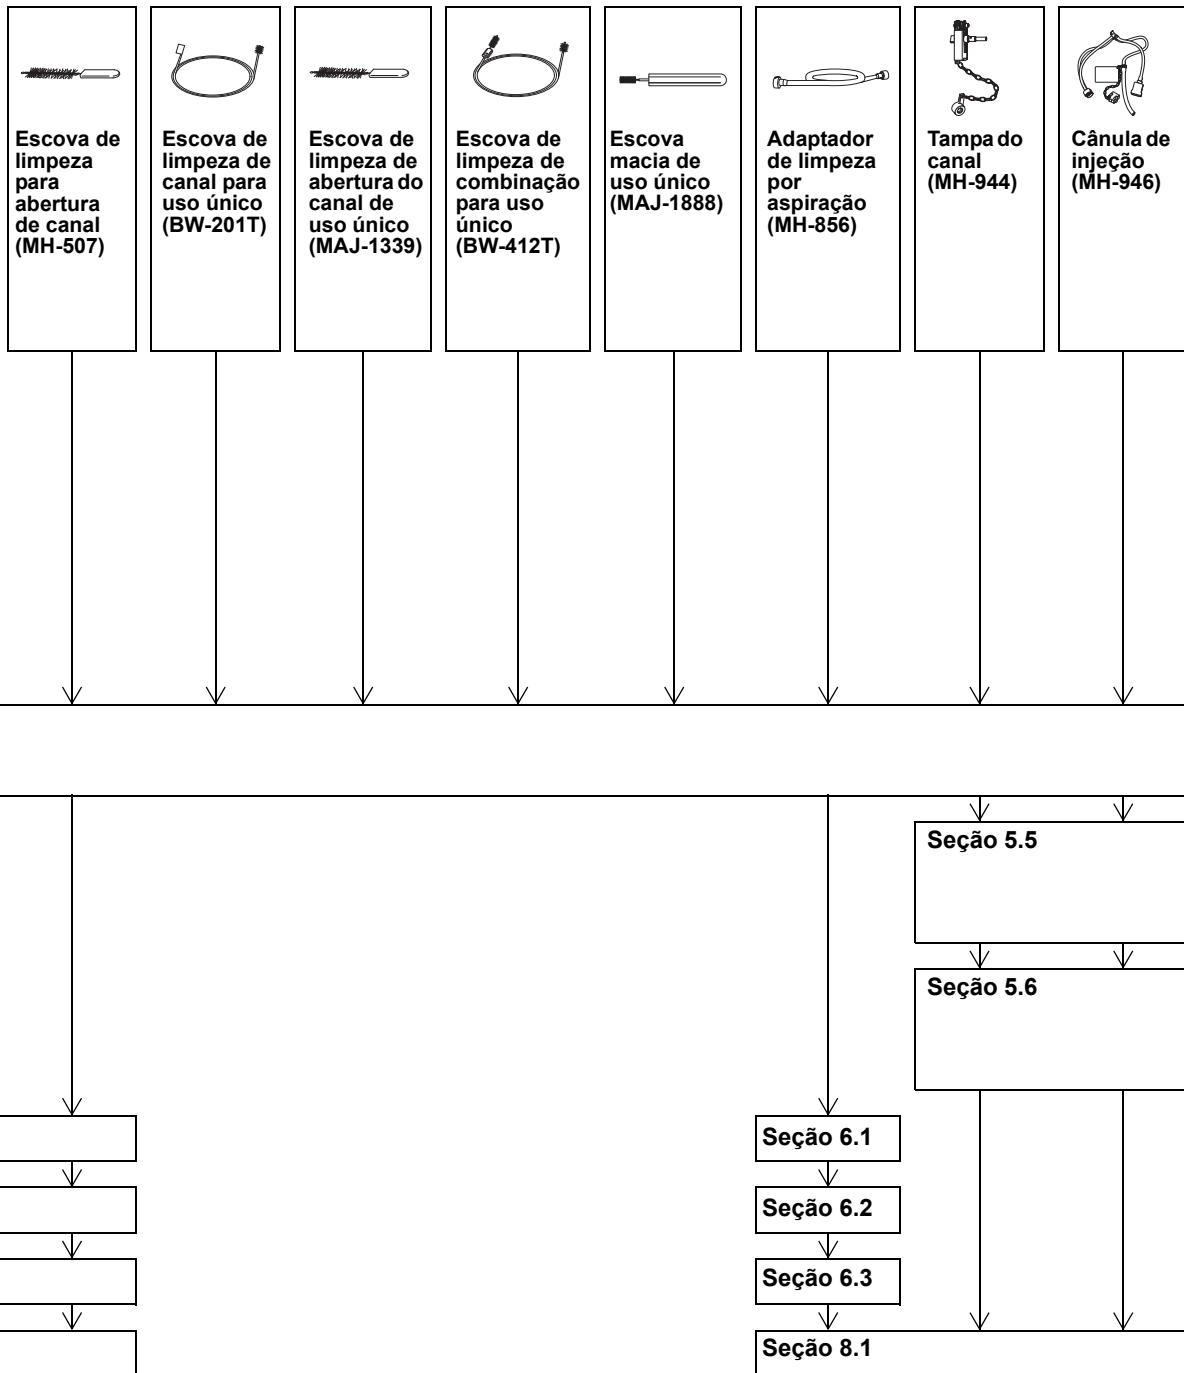 Escova de
limpeza
para
abertura
de canal
(MH-507)
Escova de
limpeza de
canal para
uso único
(BW-201T)
Escova de
limpeza de
abertura do
canal de
uso único
(MAJ-1339)
Escova de
limpeza de
combinação
para uso
único
(BW-412T)
Escova
macia de
uso único
(MAJ-1888)
Adaptador
de limpeza
por
aspiração
(MH-856)
Tampa do
canal
(MH-944)
Cânula de
injeção
(MH-946)
Seção 5.5
Seção 5.6
Seção 6.1
Seção 6.2
Seção 6.3
Seção 8.1